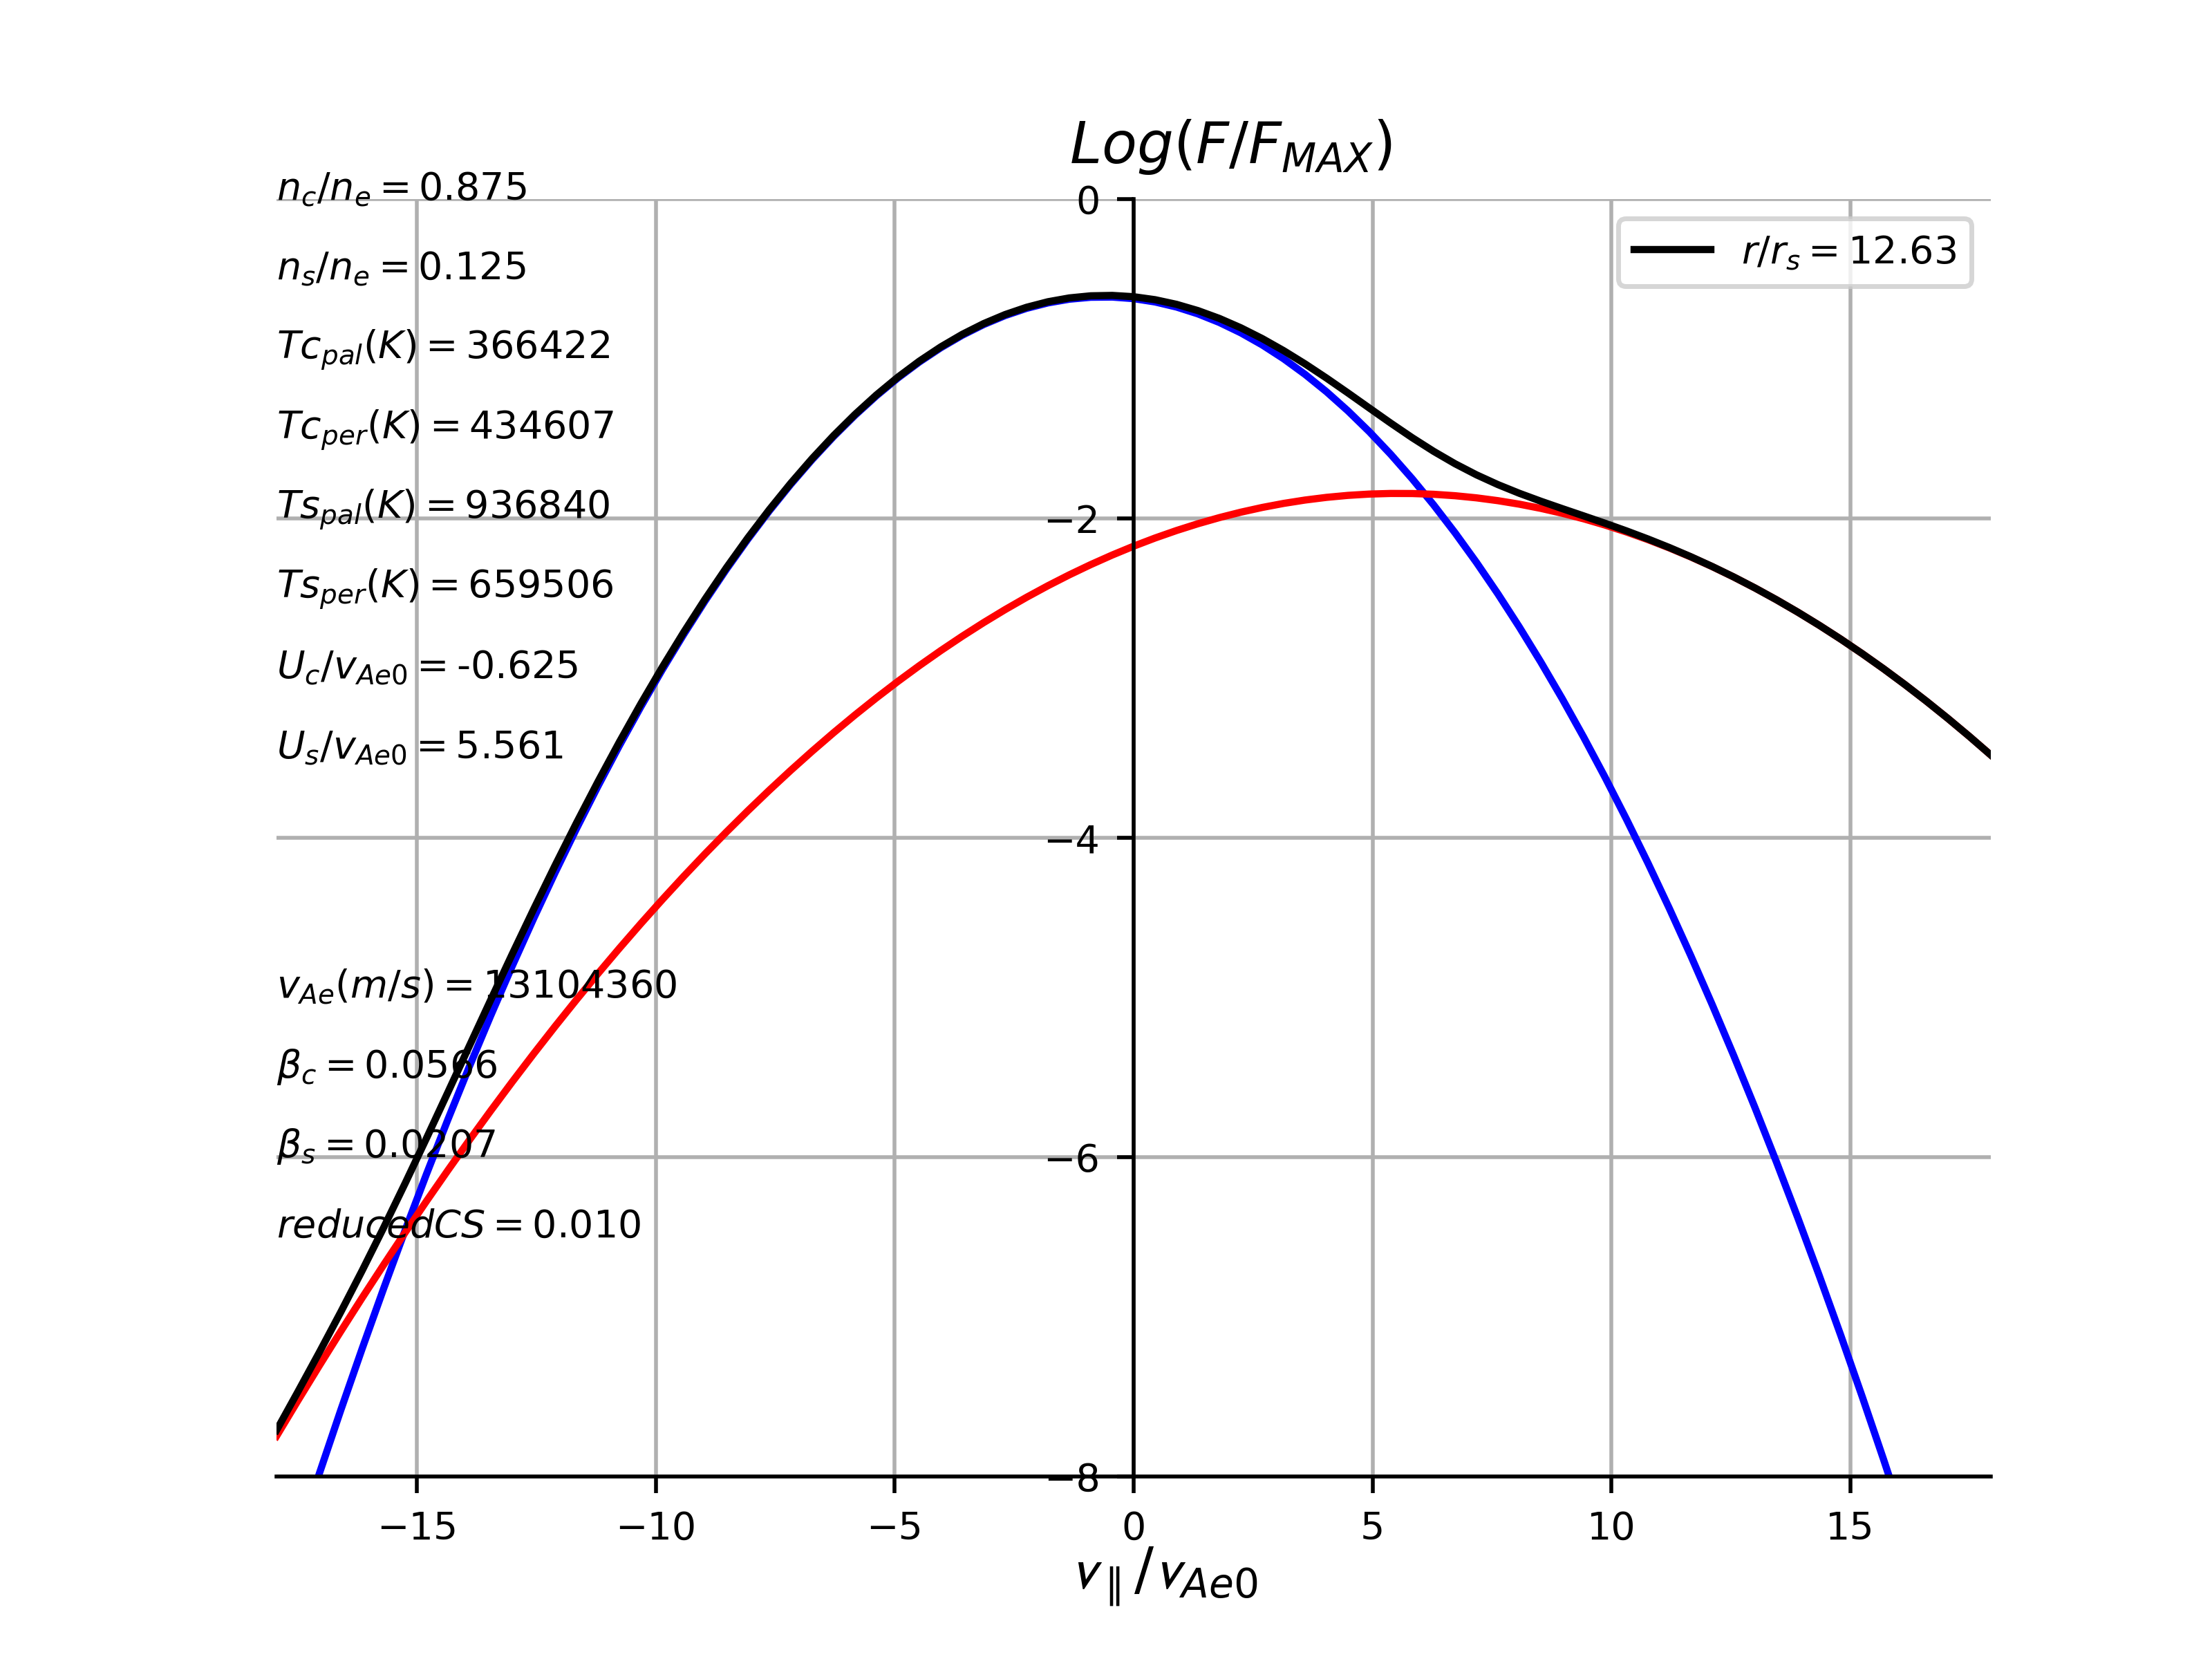 Log(F/F_MAX)
n_c/n_e = 0.875
0
r/r_s = 12.63
n_s/n_e = 0.125
Tc_pal(K) = 366422
Tc_per(K) = 434607
Ts_pal(K) = 936840
−2
Ts_per(K) = 659506
U_c/v_Ae0 = -0.625
U_s/v_Ae0 = 5.561
−4
v_Ae(m/s) = 13104360
β_c = 0.0566
β_s = 0.0207
−6
reducedCS = 0.010
−8
−15 −10 −5 0 5 10 15
v_∥/v_Ae0